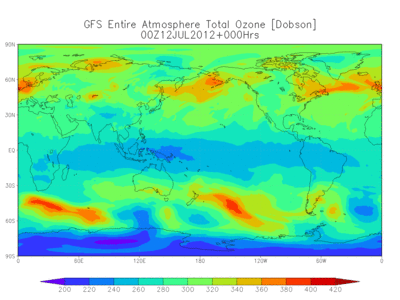 GFS Entire Atmosphere Total Ozone [Dobson]
00Z12JUL2012+000Hrs
90N
60N
30N
EQ
30S
60S
90S
0 60E 120E 180 120W 60W 0
200 220 240 260 280 300 320 340 360 380 400 420